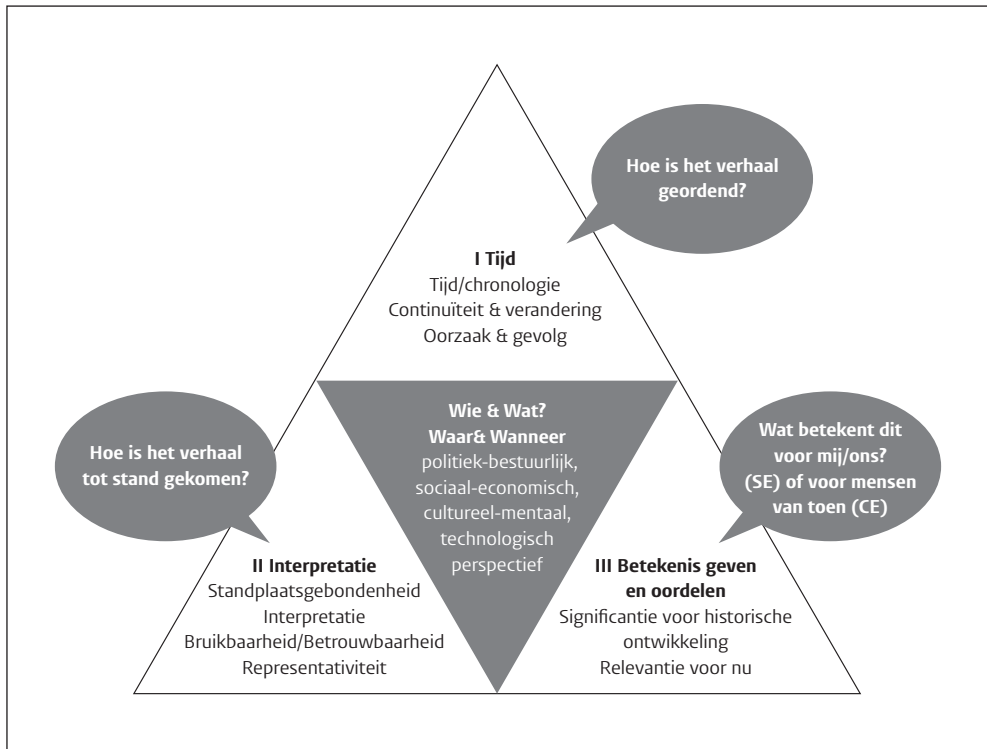 Hoe is het verhaal
geordend?
I Tijd
Tijd/chronologie
Continuïteit & verandering
Oorzaak & gevolg
Hoe is het verhaal
tot stand gekomen?
Wie & Wat?
Waar& Wanneer
politiek-bestuurlijk,
sociaal-economisch,
cultureel-mentaal,
technologisch
perspectief
Wat betekent dit
voor mij/ons?
(SE) of voor mensen
van toen (CE)
II Interpretatie
Standplaatsgebondenheid
Interpretatie
Bruikbaarheid/Betrouwbaarheid
Representativiteit
III Betekenis geven
en oordelen
Significantie voor historische
ontwikkeling
Relevantie voor nu